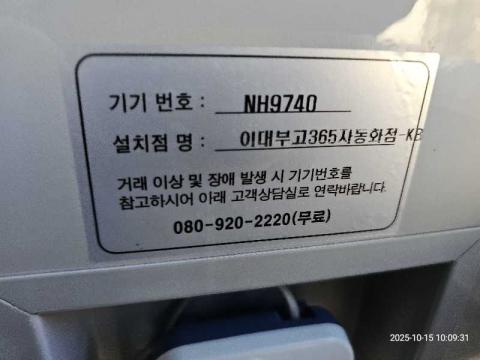 기기 번호 : NH9740
설치점 명 : 이대부고365자동화점-KB
거래 이상 및 장애 발생 시 기기번호를
참고하시어 아래 고객상담실로 연락바랍니다.
080-920-2220(무료)
2025-10-15 10:09:31